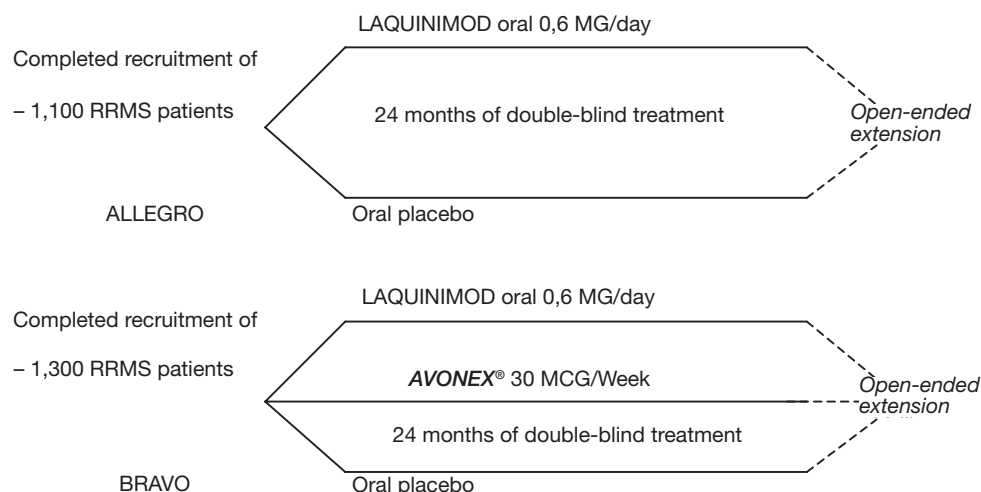 LAQUINIMOD oral 0,6 MG/day
Completed recruitment of
– 1,100 RRMS patients
24 months of double-blind treatment
Open-ended
extension
ALLEGRO
Oral placebo
LAQUINIMOD oral 0,6 MG/day
Completed recruitment of
– 1,300 RRMS patients
AVONEX® 30 MCG/Week
Open-ended
extension
24 months of double-blind treatment
BRAVO
Oral placebo